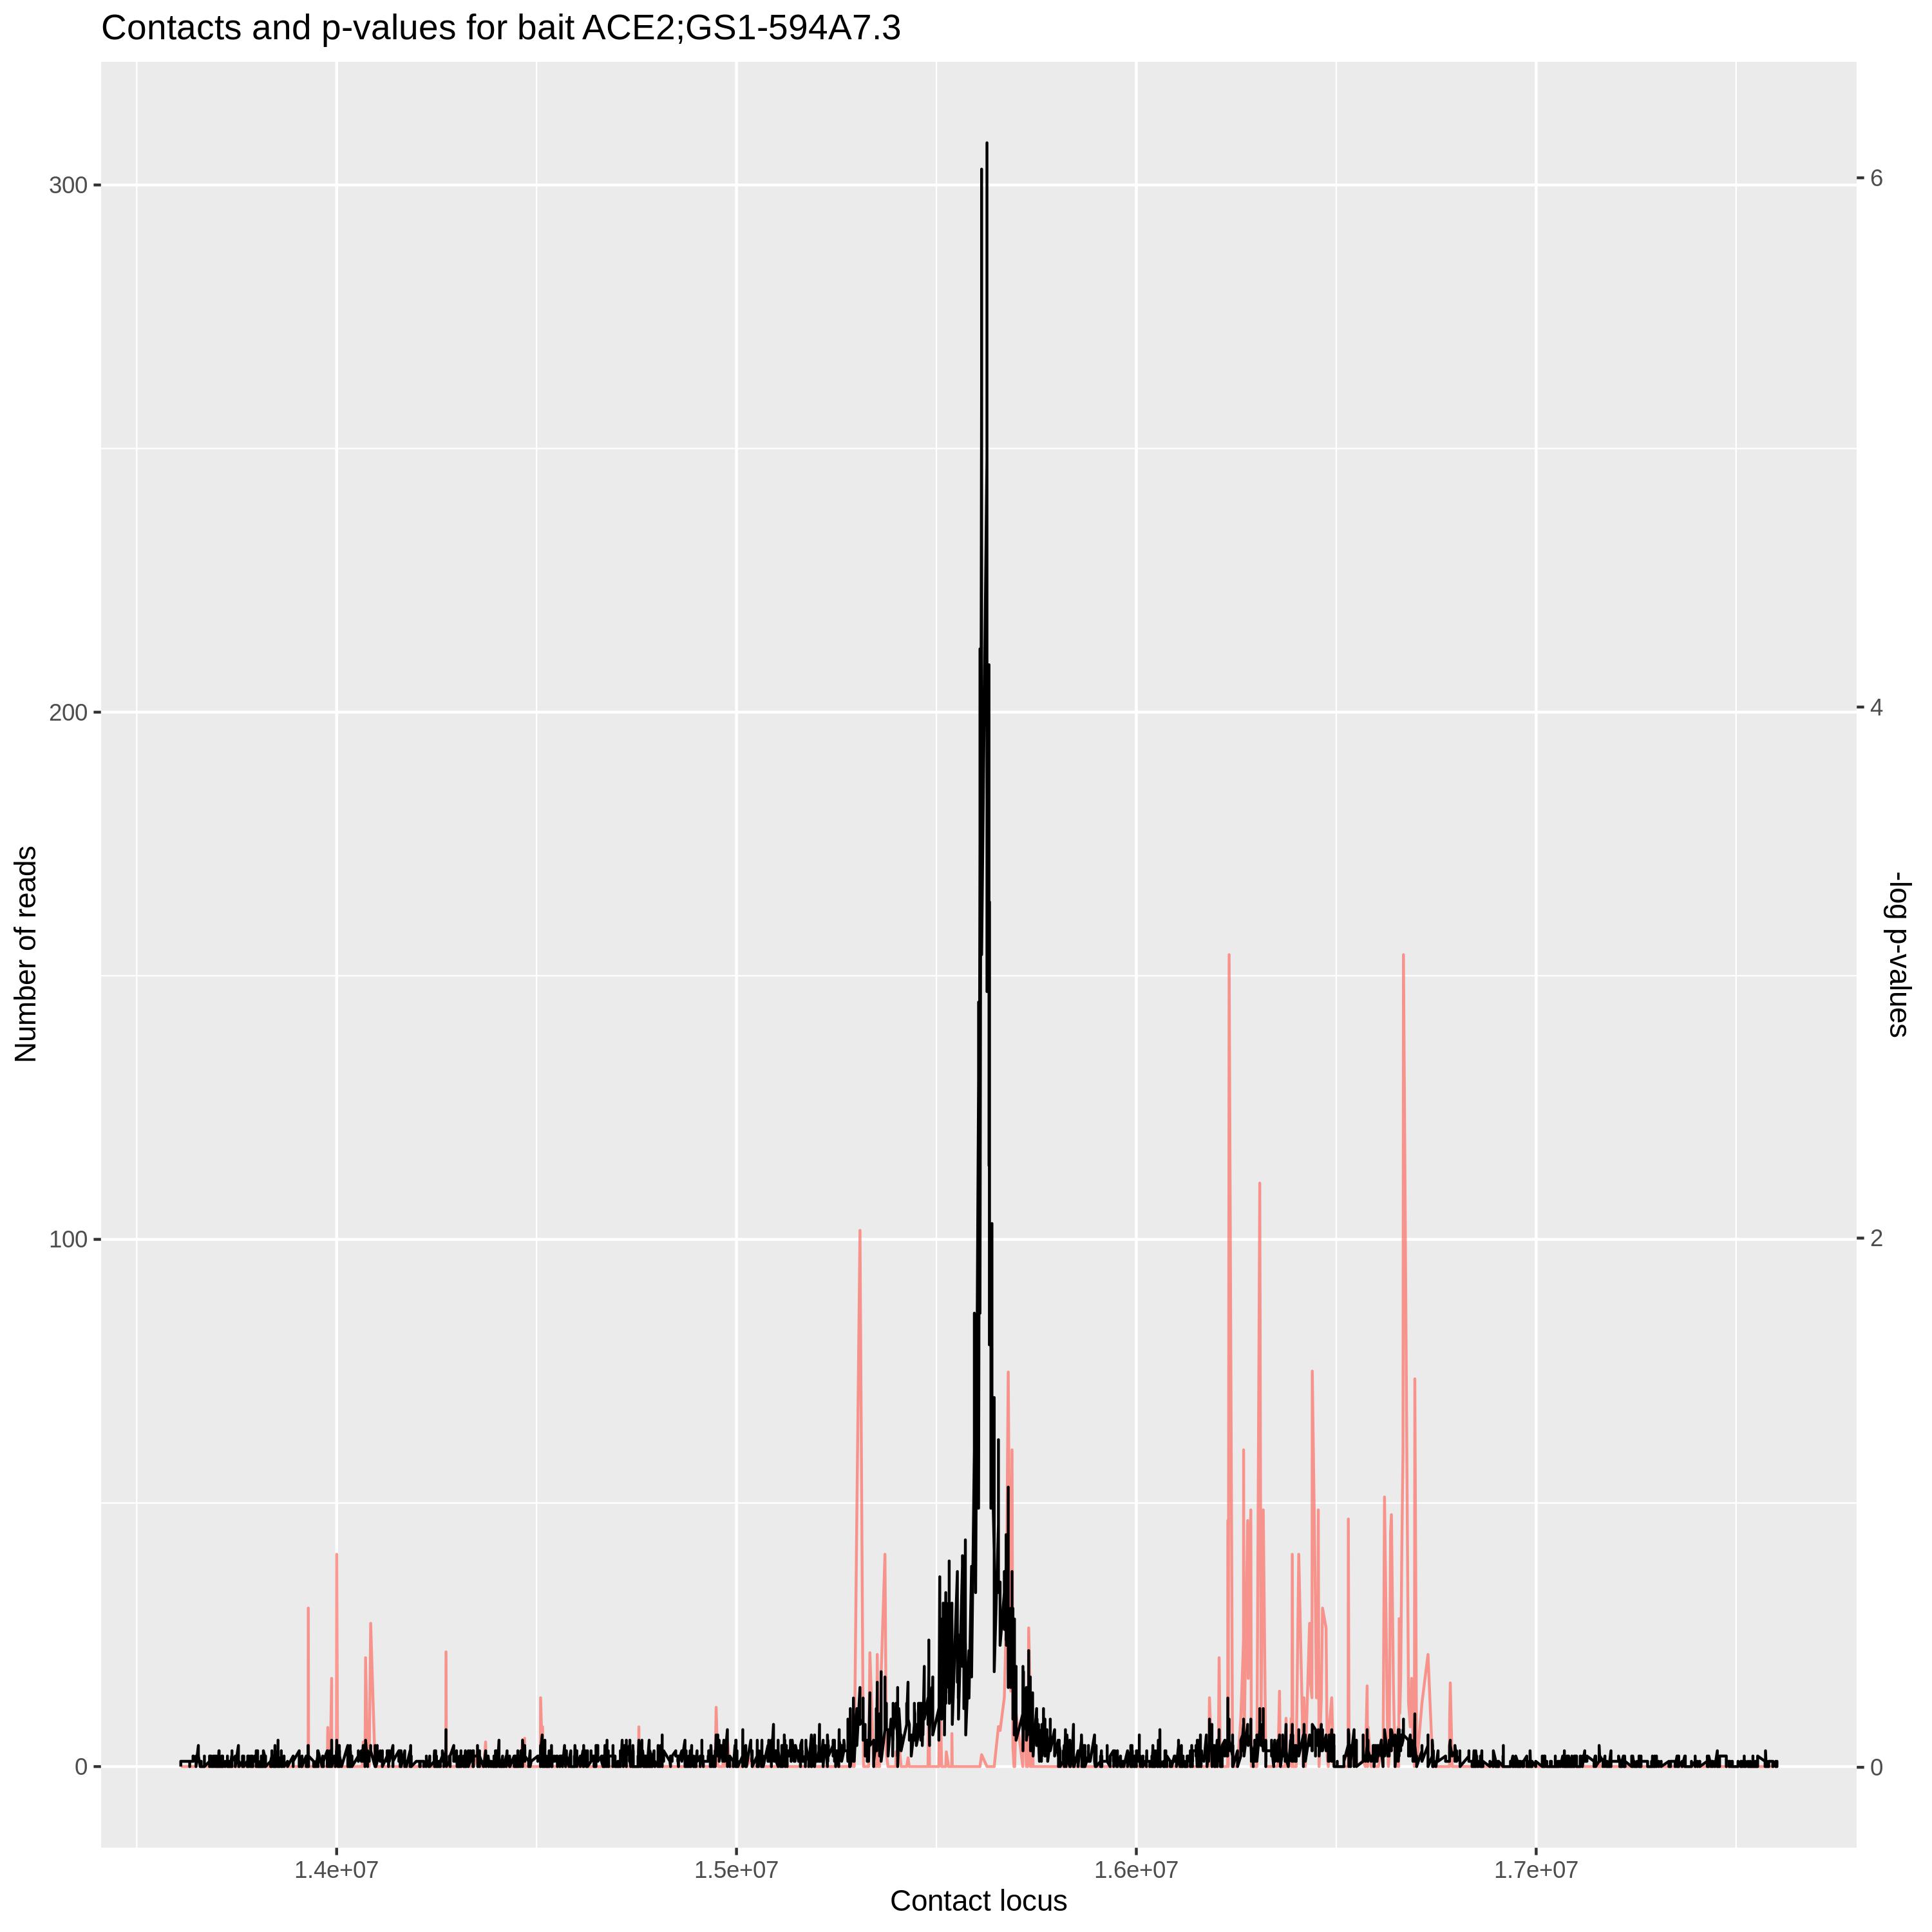 Contacts and p-values for bait ACE2;GS1-594A7.3
300
200
100
0
Number of reads
6
4
2
0
-log p-values
1.4e+07
1.5e+07
1.6e+07
1.7e+07
Contact locus